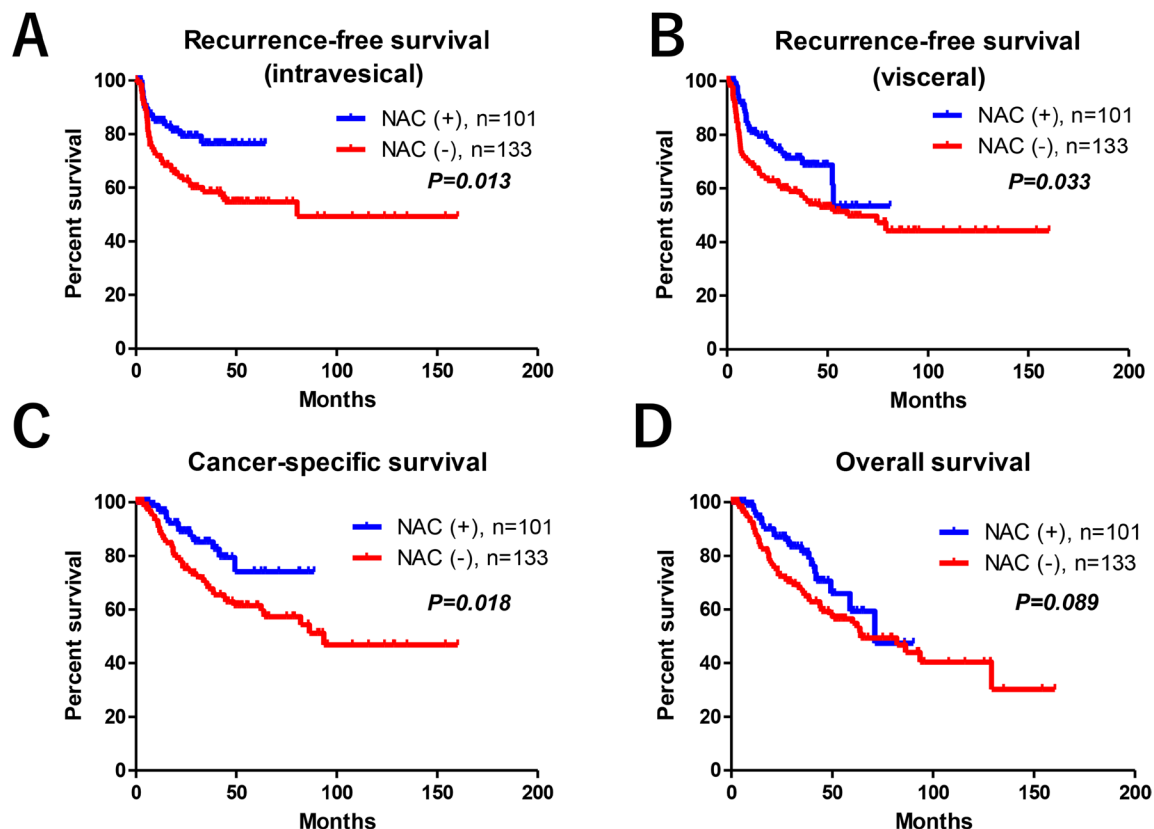 A
Recurrence-free survival
(intravesical)
Percent survival
100
80
60
40
20
0
NAC (+), n=101
NAC (-), n=133
P=0.013
0 50 100 150 200
Months
B
Recurrence-free survival
(visceral)
Percent survival
100
80
60
40
20
0
NAC (+), n=101
NAC (-), n=133
P=0.033
0 50 100 150 200
Months
C
Cancer-specific survival
Percent survival
100
80
60
40
20
0
NAC (+), n=101
NAC (-), n=133
P=0.018
0 50 100 150 200
Months
D
Overall survival
Percent survival
100
80
60
40
20
0
NAC (+), n=101
NAC (-), n=133
P=0.089
0 50 100 150 200
Months